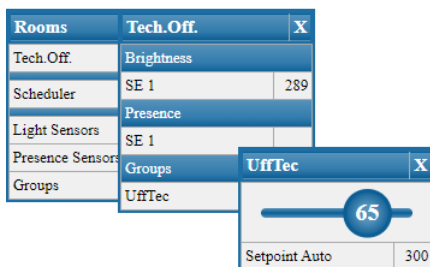 Rooms
Tech.Off.
Scheduler
Light Sensors
Presence Sensors
Groups
Tech.Off. X
Brightness
SE 1 289
Presence
SE 1
Groups
UffTec
UffTec X
65
Setpoint Auto 300